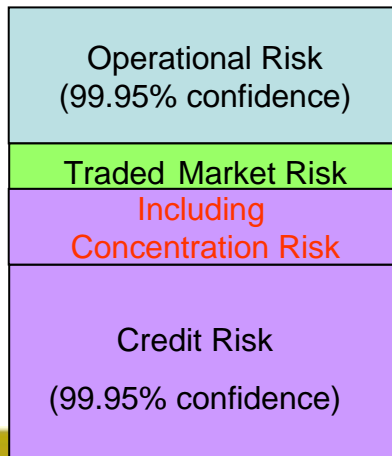 Operational Risk
(99.95% confidence)
Traded Market Risk
Including
Concentration Risk
Credit Risk
(99.95% confidence)